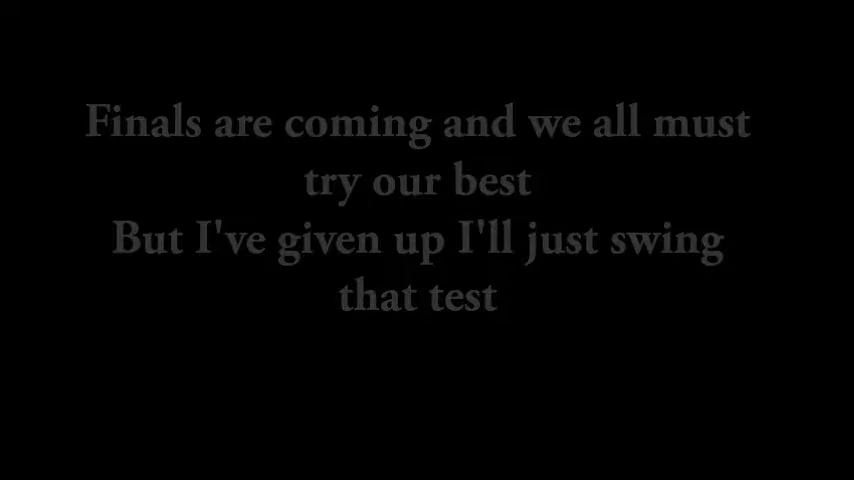 Finals are coming and we all must
try our best
But I've given up I'll just swing
that test